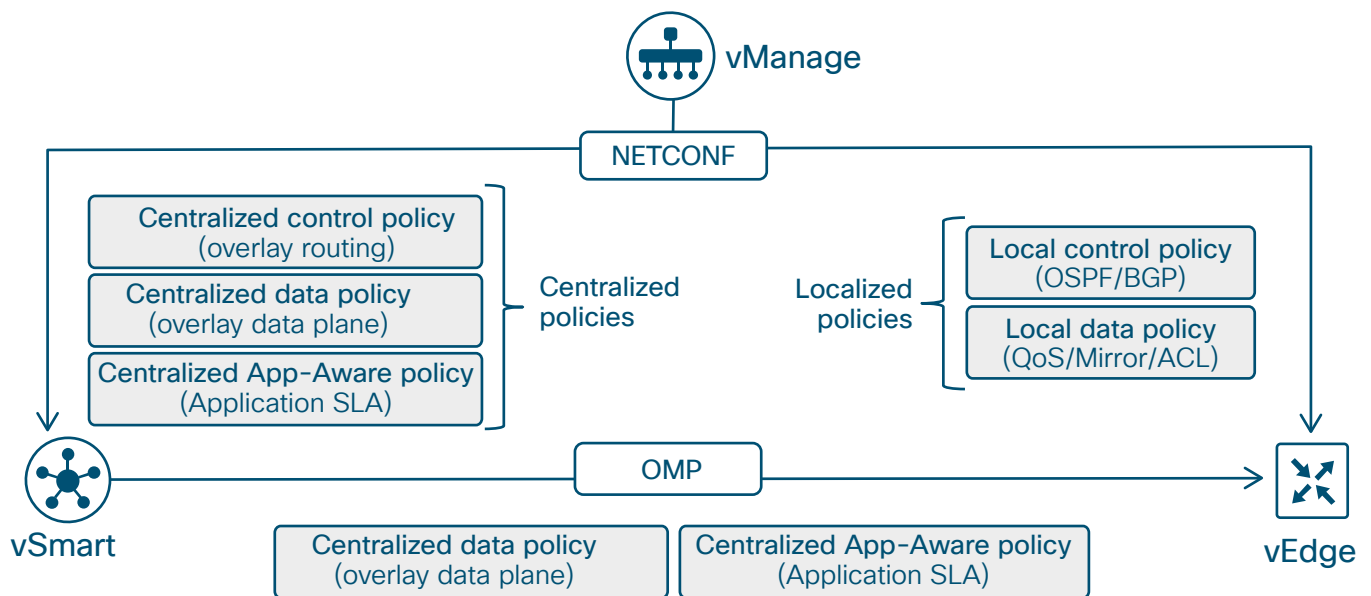 vManage
NETCONF
Centralized control policy
(overlay routing)
Centralized data policy
(overlay data plane)
Centralized App-Aware policy
(Application SLA)
Centralized
policies
Localized
policies
Local control policy
(OSPF/BGP)
Local data policy
(QoS/Mirror/ACL)
OMP
vSmart
vEdge
Centralized data policy
(overlay data plane)
Centralized App-Aware policy
(Application SLA)